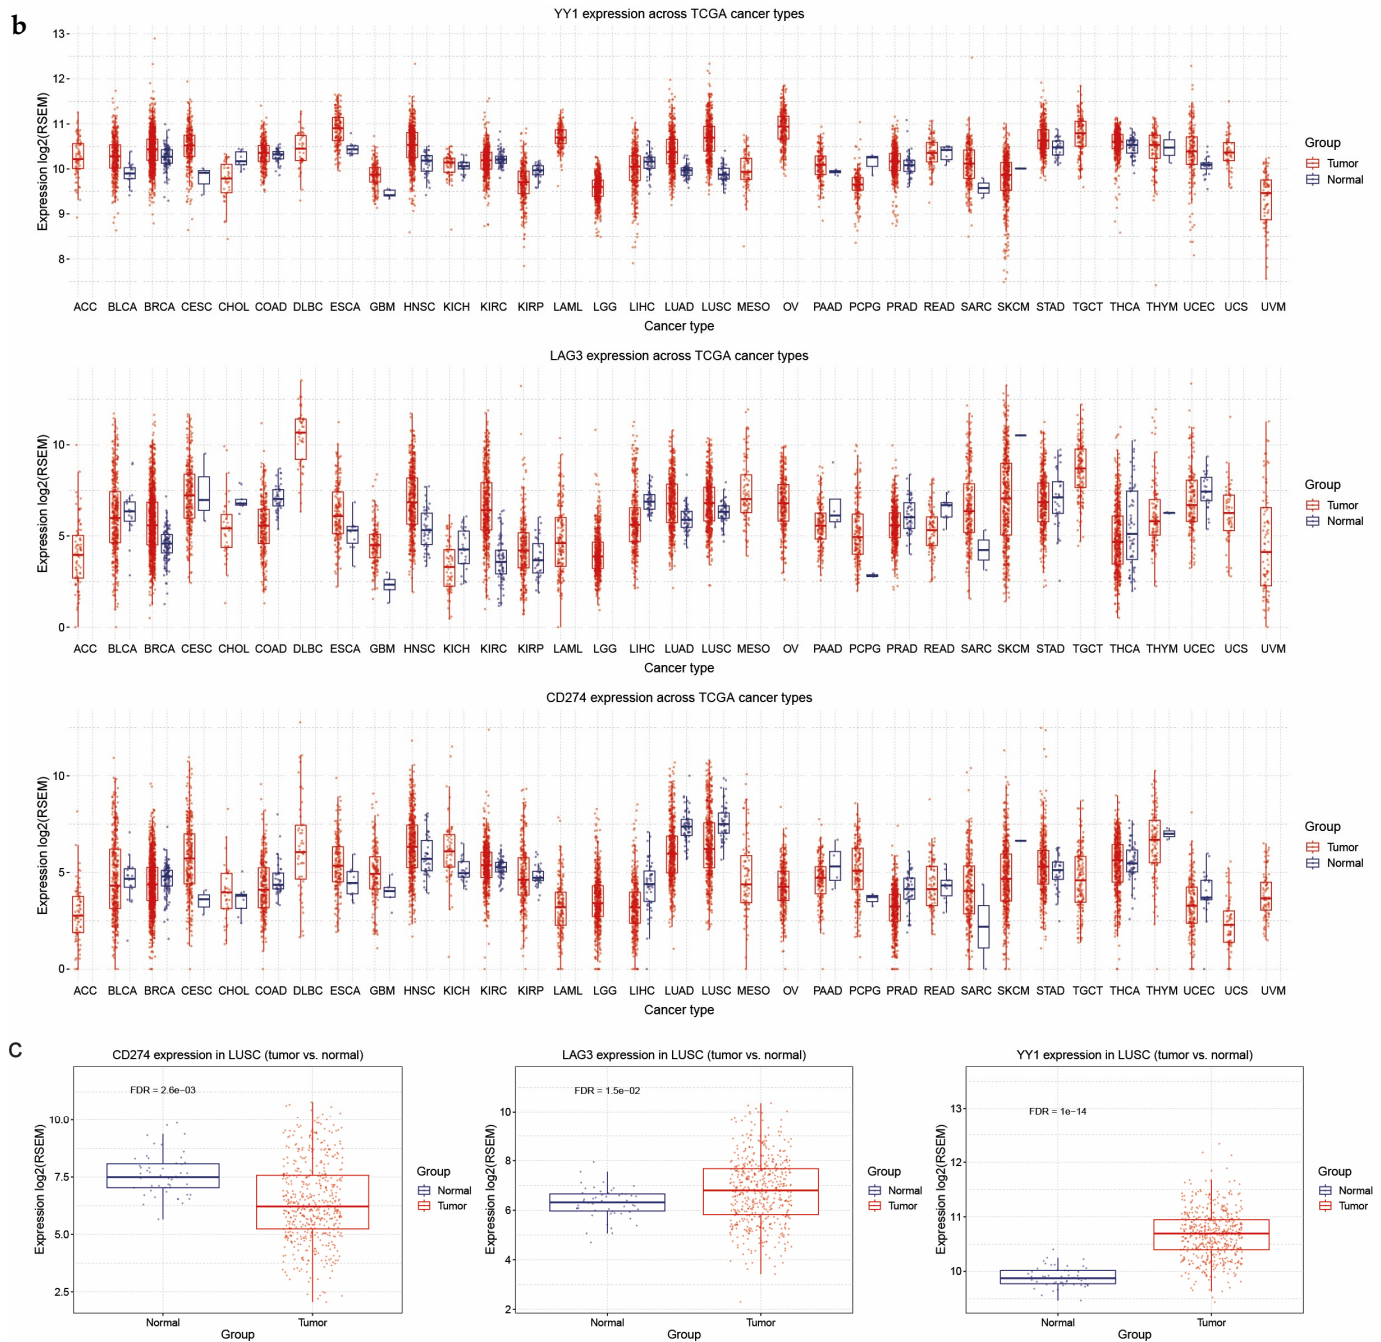 b
YY1 expression across TCGA cancer types
13
12
11
10
9
8
Expression log2(RSEM)
ACC BLCA BRCA CESC CHOL COAD DLBC ESCA GBM HNSC KICH KIRC KIRP LAML LGG LIHC LUAD LUSC MESO OV PAAD PCPG PRAD READ SARC SKCM STAD TGCT THCA THYM UCEC UCS UVM
Cancer type
Group
Tumor
Normal
LAG3 expression across TCGA cancer types
10
5
0
Expression log2(RSEM)
ACC BLCA BRCA CESC CHOL COAD DLBC ESCA GBM HNSC KICH KIRC KIRP LAML LGG LIHC LUAD LUSC MESO OV PAAD PCPG PRAD READ SARC SKCM STAD TGCT THCA THYM UCEC UCS UVM
Cancer type
Group
Tumor
Normal
CD274 expression across TCGA cancer types
10
5
0
Expression log2(RSEM)
ACC BLCA BRCA CESC CHOL COAD DLBC ESCA GBM HNSC KICH KIRC KIRP LAML LGG LIHC LUAD LUSC MESO OV PAAD PCPG PRAD READ SARC SKCM STAD TGCT THCA THYM UCEC UCS UVM
Cancer type
Group
Tumor
Normal
c
CD274 expression in LUSC (tumor vs. normal)
FDR = 2.6e−03
10.0
7.5
5.0
2.5
Expression log2(RSEM)
Normal Tumor
Group
Group
Normal
Tumor
LAG3 expression in LUSC (tumor vs. normal)
FDR = 1.5e−02
10
8
6
4
2
Expression log2(RSEM)
Normal Tumor
Group
Group
Normal
Tumor
YY1 expression in LUSC (tumor vs. normal)
FDR = 1e−14
13
12
11
10
Expression log2(RSEM)
Normal Tumor
Group
Group
Normal
Tumor